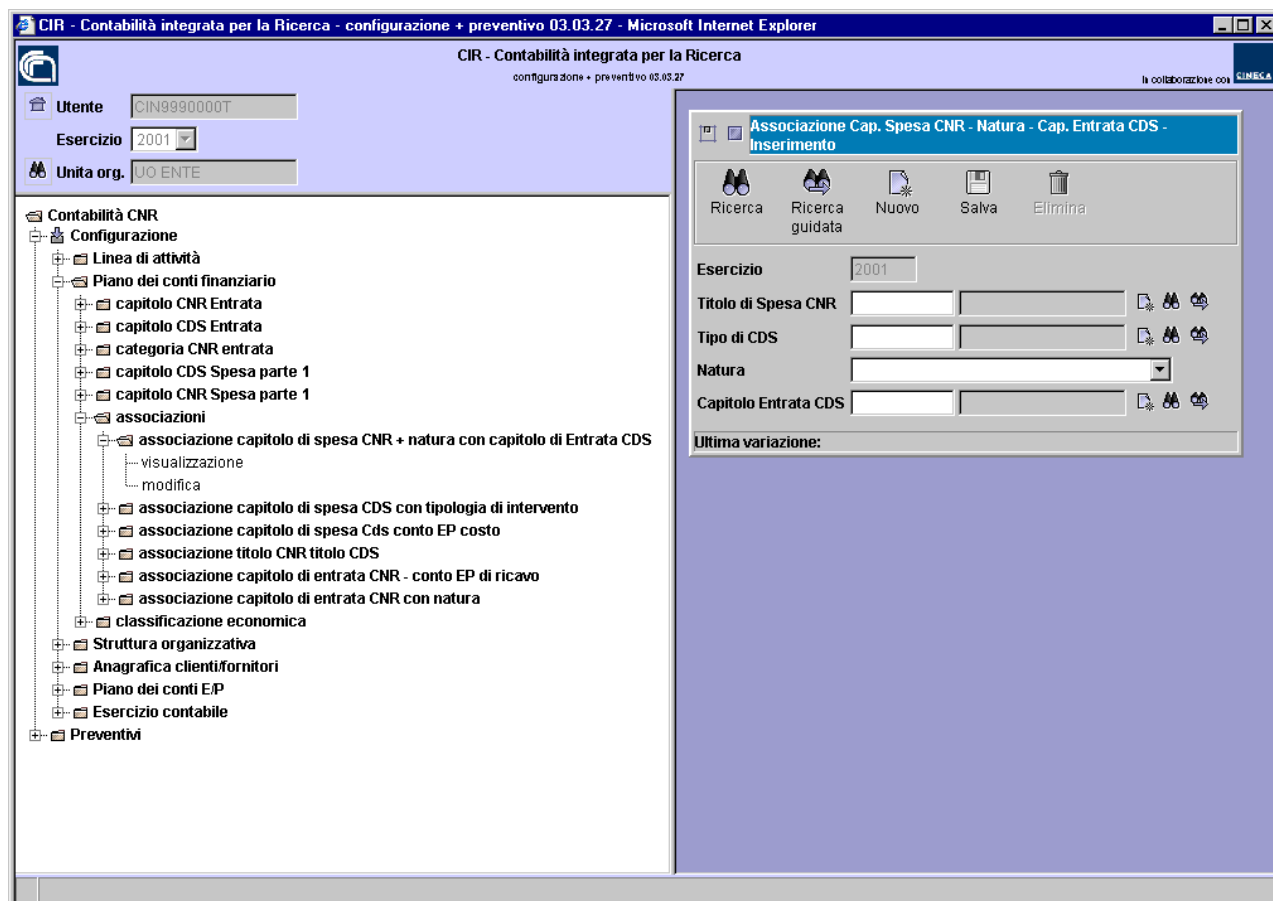 CIR - Contabilità integrata per la Ricerca - configurazione + preventivo 03.03.27 - Microsoft Internet Explorer
CIR - Contabilità integrata per la Ricerca
configurazione + preventivo 03.03.27
In collaborazione con CINECA
Utente CIN9990000T
Esercizio 2001
Unita org. UO ENTE
Contabilità CNR
Configurazione
Linea di attività
Piano dei conti finanziario
capitolo CNR Entrata
capitolo CDS Entrata
categoria CNR entrata
capitolo CDS Spesa parte 1
capitolo CNR Spesa parte 1
associazioni
associazione capitolo di spesa CNR + natura con capitolo di Entrata CDS
visualizzazione
modifica
associazione capitolo di spesa CDS con tipologia di intervento
associazione capitolo di spesa Cds conto EP costo
associazione titolo CNR titolo CDS
associazione capitolo di entrata CNR - conto EP di ricavo
associazione capitolo di entrata CNR con natura
classificazione economica
Struttura organizzativa
Anagrafica clienti/fornitori
Piano dei conti E/P
Esercizio contabile
Preventivi
Associazione Cap. Spesa CNR - Natura - Cap. Entrata CDS -
Inserimento
Ricerca
Ricerca guidata
Nuovo
Salva
Elimina
Esercizio 2001
Titolo di Spesa CNR
Tipo di CDS
Natura
Capitolo Entrata CDS
Ultima variazione: